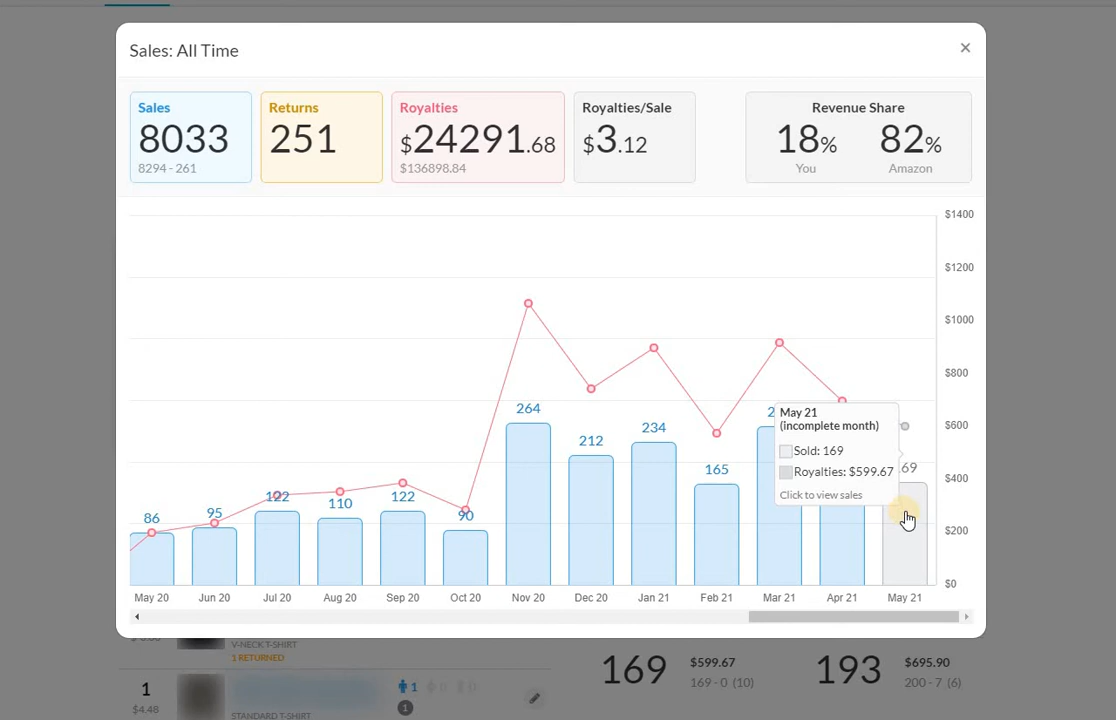 Sales: All Time
×
Sales
8033
8294 - 261
Returns
251
Royalties
$24291.68
$136898.84
Royalties/Sale
$3.12
Revenue Share
18% 82%
You Amazon
$1400
$1200
$1000
$800
$600
$400
$200
$0
264
212
234
165
86
95
122
110
122
90
May 21
(incomplete month)
Sold: 169
Royalties: $599.67
Click to view sales
69
May 20 Jun 20 Jul 20 Aug 20 Sep 20 Oct 20 Nov 20 Dec 20 Jan 21 Feb 21 Mar 21 Apr 21 May 21
V-NECK T-SHIRT
1 RETURNED
1
$4.48
1
1
STANDARD T-SHIRT
169
$599.67
169 - 0 (10)
193
$695.90
200 - 7 (6)